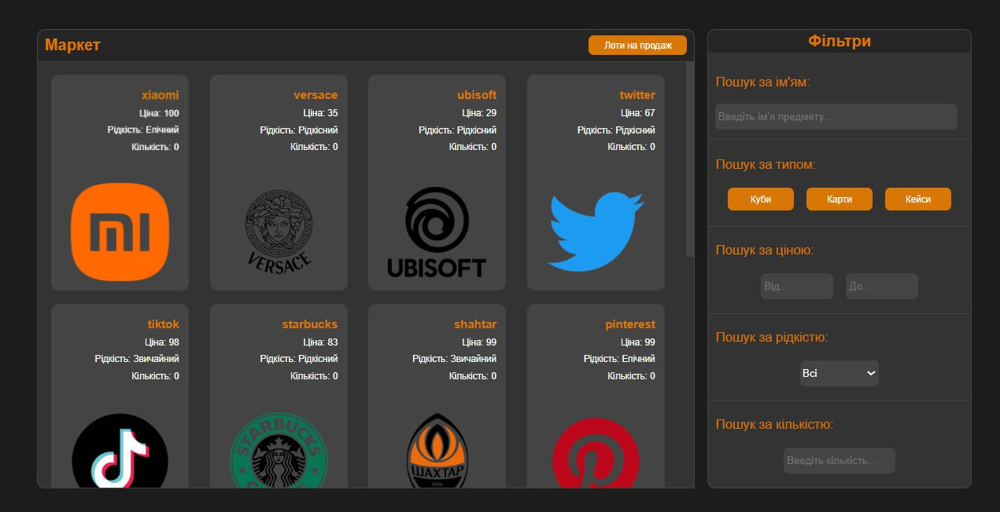 Маркет
Лоти на продаж
xiaomi
Ціна: 100
Рідкість: Епічний
Кількість: 0
versace
Ціна: 35
Рідкість: Рідкісний
Кількість: 0
VERSACE
ubisoft
Ціна: 29
Рідкість: Рідкісний
Кількість: 0
UBISOFT
twitter
Ціна: 67
Рідкість: Рідкісний
Кількість: 0
tiktok
Ціна: 98
Рідкість: Звичайний
Кількість: 0
starbucks
Ціна: 83
Рідкість: Рідкісний
Кількість: 0
STARBUCKS
shahtar
Ціна: 99
Рідкість: Звичайний
Кількість: 0
ШАХТАР
1936
pinterest
Ціна: 99
Рідкість: Епічний
Кількість: 0
Фільтри
Пошук за ім'ям:
Введіть ім'я предмету...
Пошук за типом:
Куби
Карти
Кейси
Пошук за ціною:
Від...
До...
Пошук за рідкістю:
Всі
Пошук за кількістю:
Введіть кількість...